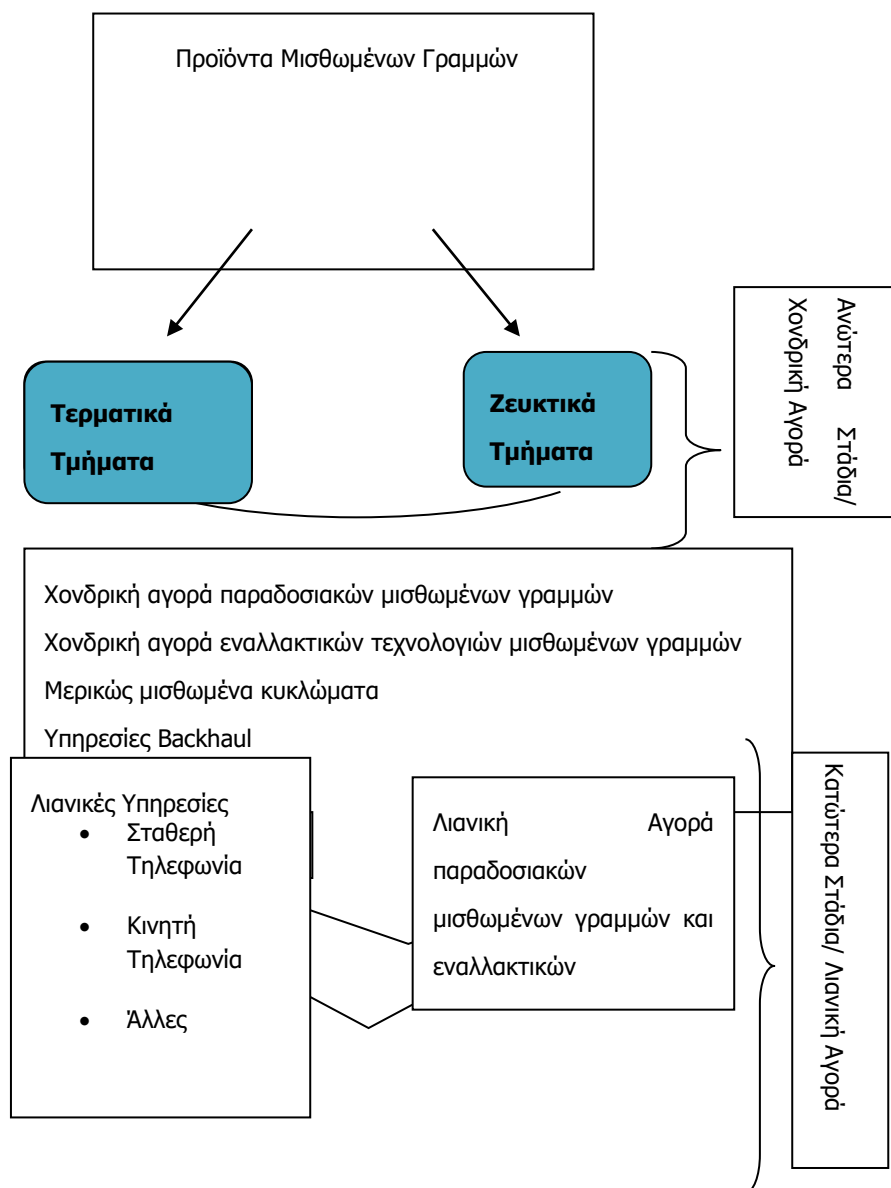 Προϊόντα Μισθωμένων Γραμμών
Ανώτερα Στάδια/
Χονδρική Αγορά
Τερματικά
Τμήματα
Ζευκτικά
Τμήματα
Χονδρική αγορά παραδοσιακών μισθωμένων γραμμών
Χονδρική αγορά εναλλακτικών τεχνολογιών μισθωμένων γραμμών
Μερικώς μισθωμένα κυκλώματα
Υπηρεσίες Backhaul
Λιανικές Υπηρεσίες
• Σταθερή
Τηλεφωνία
• Κινητή
Τηλεφωνία
• Άλλες
Λιανική Αγορά
παραδοσιακών
μισθωμένων γραμμών και
εναλλακτικών
Κατώτερα Στάδια/ Λιανική Αγορά